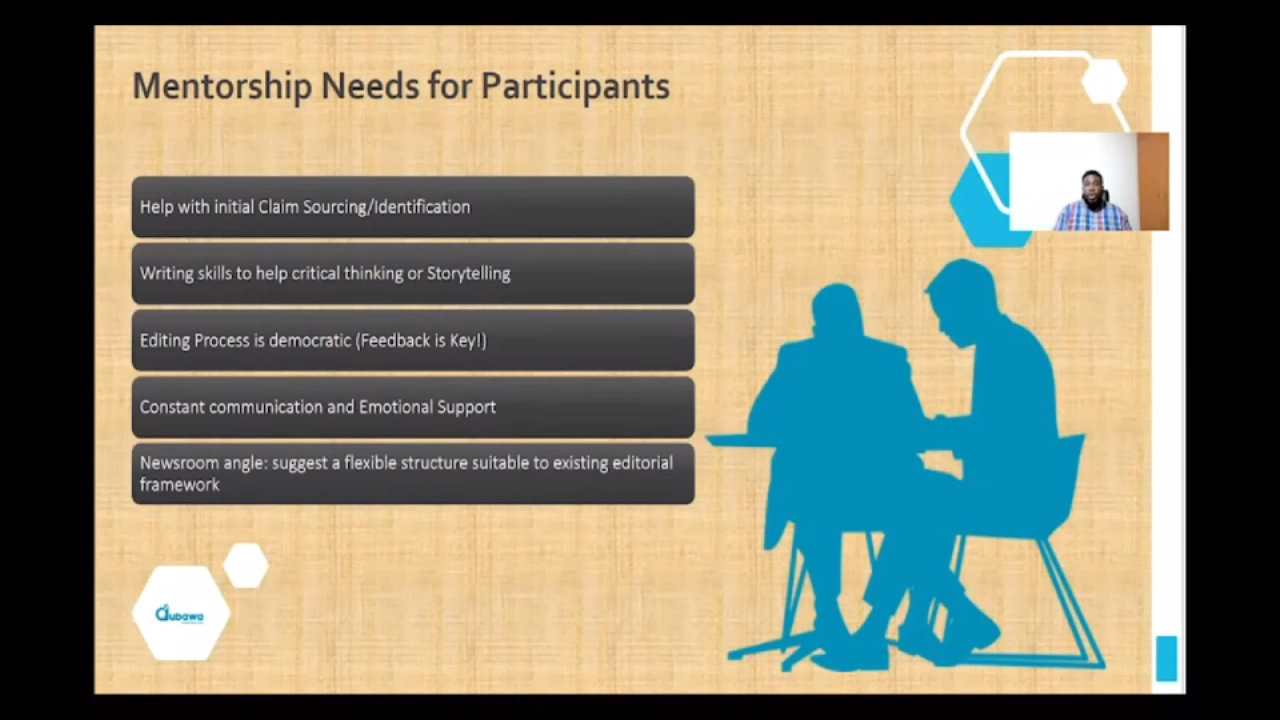 Mentorship Needs for Participants
Help with initial Claim Sourcing/Identification
Writing skills to help critical thinking or Storytelling
Editing Process is democratic (Feedback is Key!)
Constant communication and Emotional Support
Newsroom angle: suggest a flexible structure suitable to existing editorial
framework
dubawa